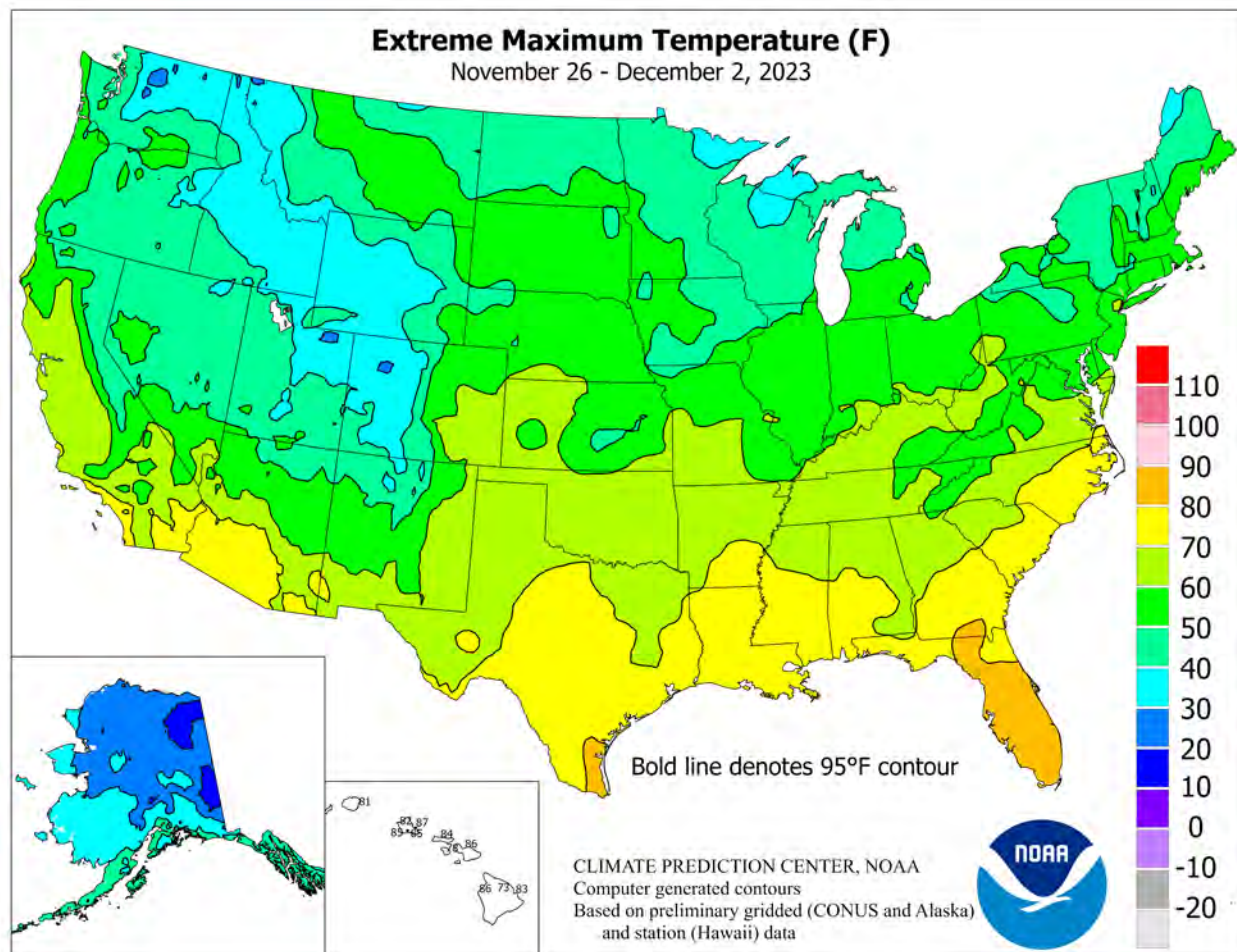 Extreme Maximum Temperature (F)
November 26 - December 2, 2023
110
100
90
80
70
60
50
40
30
20
10
0
-10
-20
Bold line denotes 95°F contour
81
87
84
86
86 73 83
CLIMATE PREDICTION CENTER, NOAA
Computer generated contours
Based on preliminary gridded (CONUS and Alaska)
and station (Hawaii) data
NOAA